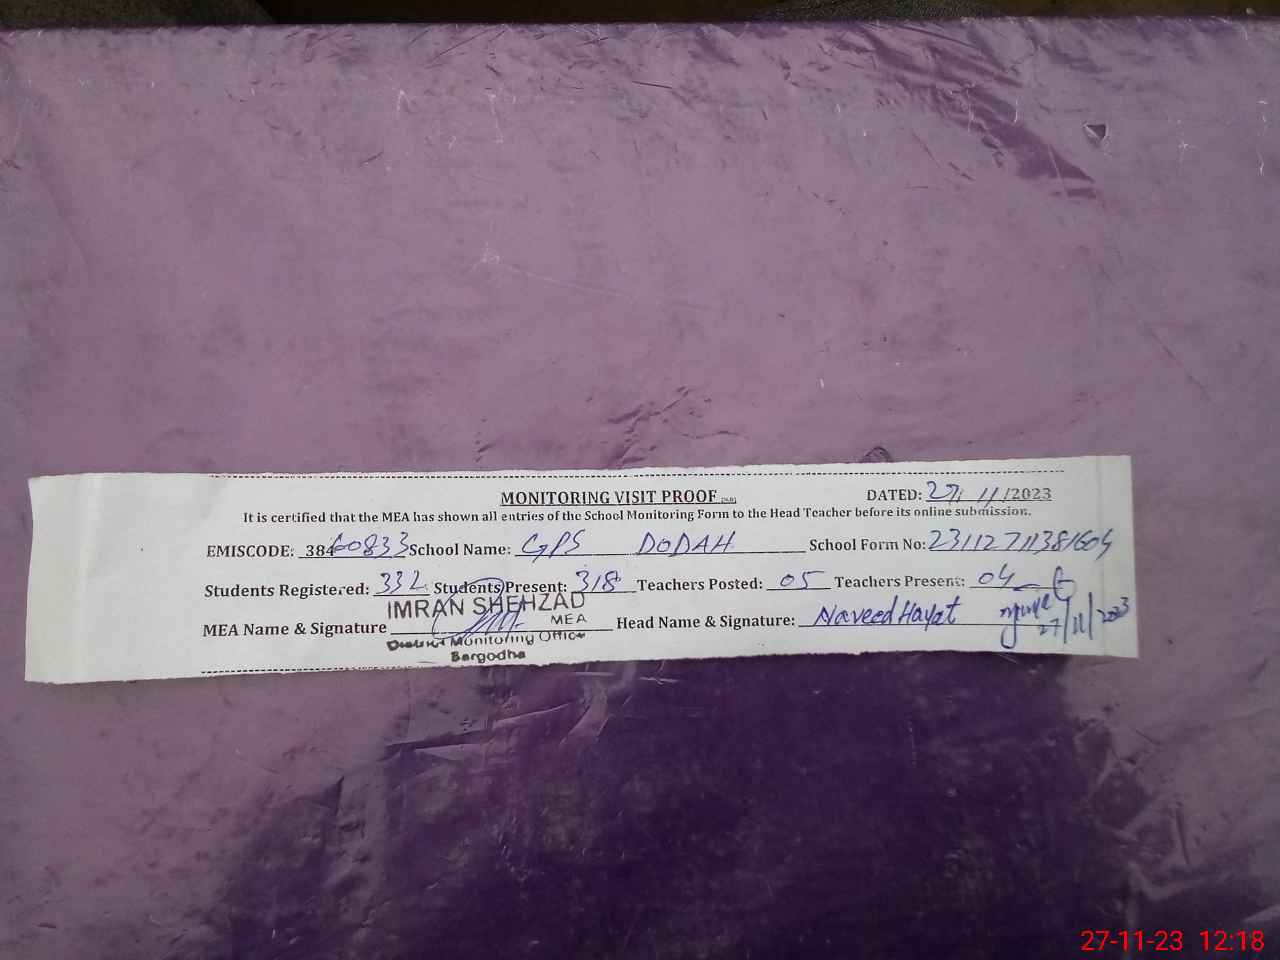 MONITORING VISIT PROOF
DATED: 27/11/2023
It is certified that the MEA has shown all entries of the School Monitoring Form to the Head Teacher before its online submission.
EMISCODE: 38460833 School Name: GPS DODAH School Form No: 23112711381604
Students Registered: 332 Students Present: 318 Teachers Posted: 05 Teachers Present: 04
IMRAN SHEHZAD
MEA
MEA Name & Signature Head Name & Signature: Naveed Hayat
27/11/2023
District Monitoring Office
Sargodha
27-11-23 12:18